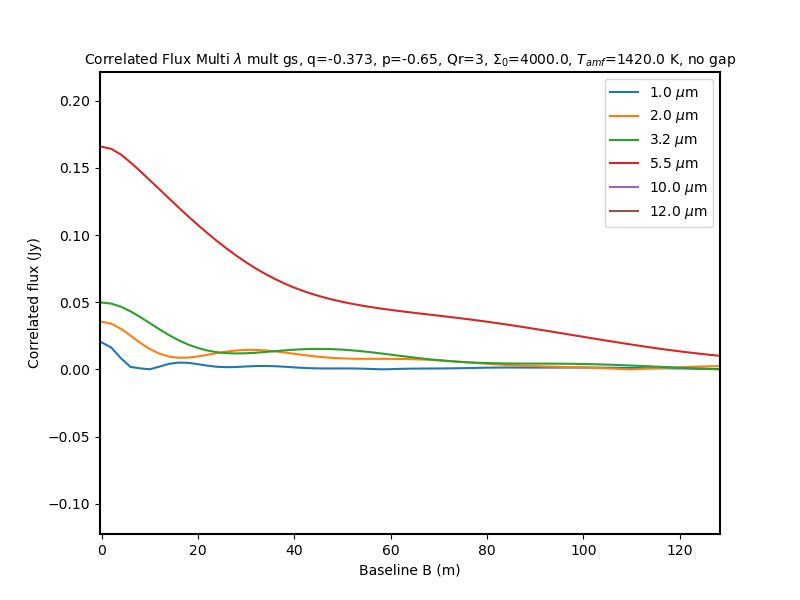 Correlated Flux Multi λ mult gs, q=-0.373, p=-0.65, Qr=3, Σ₀=4000.0, T_amf=1420.0 K, no gap
1.0 μm
2.0 μm
3.2 μm
5.5 μm
10.0 μm
12.0 μm
0.20
0.15
0.10
0.05
0.00
−0.05
−0.10
Correlated flux (Jy)
0 20 40 60 80 100 120
Baseline B (m)